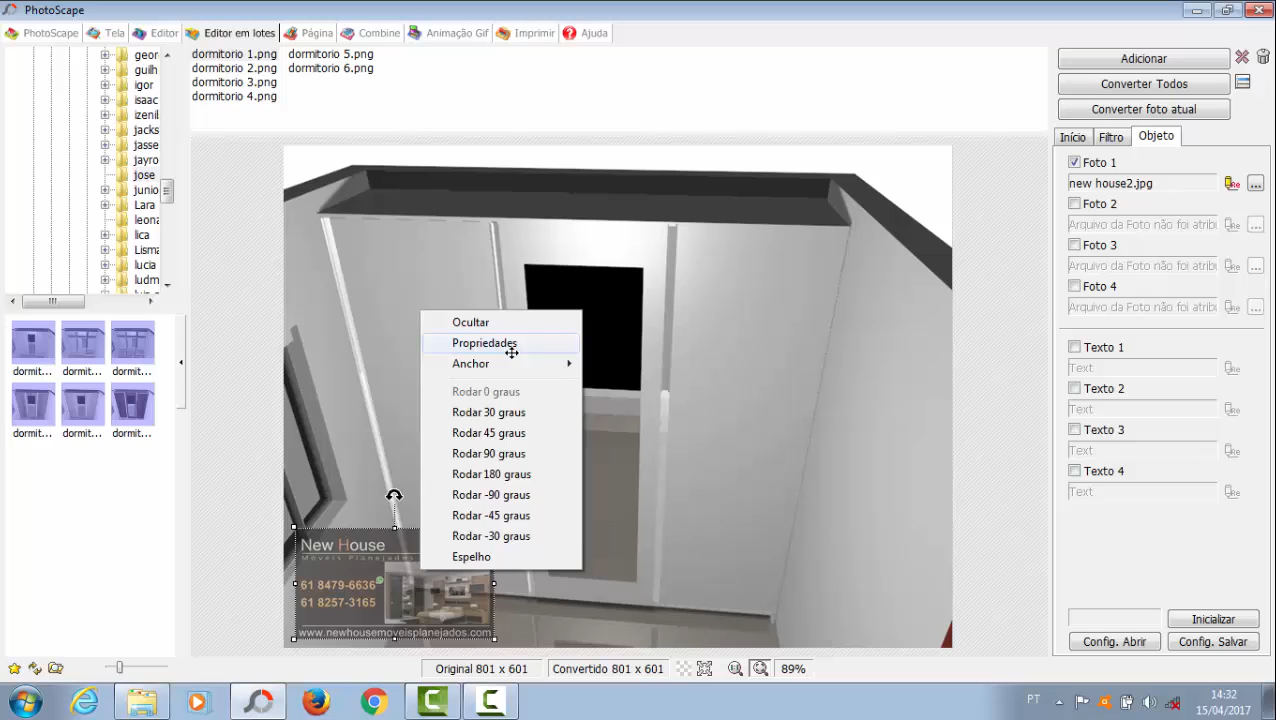 PhotoScape
PhotoScape
Tela
Editor
Editor em lotes
Página
Combine
Animação Gif
Imprimir
Ajuda
geor
guilh
igor
isaac
izenil
jacks
jasse
jayro
jose
junio
Lara
leona
lica
Lisma
lucia
ludm
dormit...
dormit...
dormit...
dormit...
dormit...
dormit...
dormitorio 1.png
dormitorio 2.png
dormitorio 3.png
dormitorio 4.png
dormitorio 5.png
dormitorio 6.png
Ocultar
Propriedades
Anchor
Rodar 0 graus
Rodar 30 graus
Rodar 45 graus
Rodar 90 graus
Rodar 180 graus
Rodar -90 graus
Rodar -45 graus
Rodar -30 graus
Espelho
New House
Móveis Planejados
61 8479-6636
61 8257-3165
www.newhousemoveisplanejados.com
Adicionar
Converter Todos
Converter foto atual
Início
Filtro
Objeto
Foto 1
new house2.jpg
...
Foto 2
Arquivo da Foto não foi atribi
...
Foto 3
Arquivo da Foto não foi atribi
...
Foto 4
Arquivo da Foto não foi atribi
...
Texto 1
Text
Texto 2
Text
Texto 3
Text
Texto 4
Text
Inicializar
Config. Abrir
Config. Salvar
Original 801 x 601
Convertido 801 x 601
89%
PT
14:32
15/04/2017